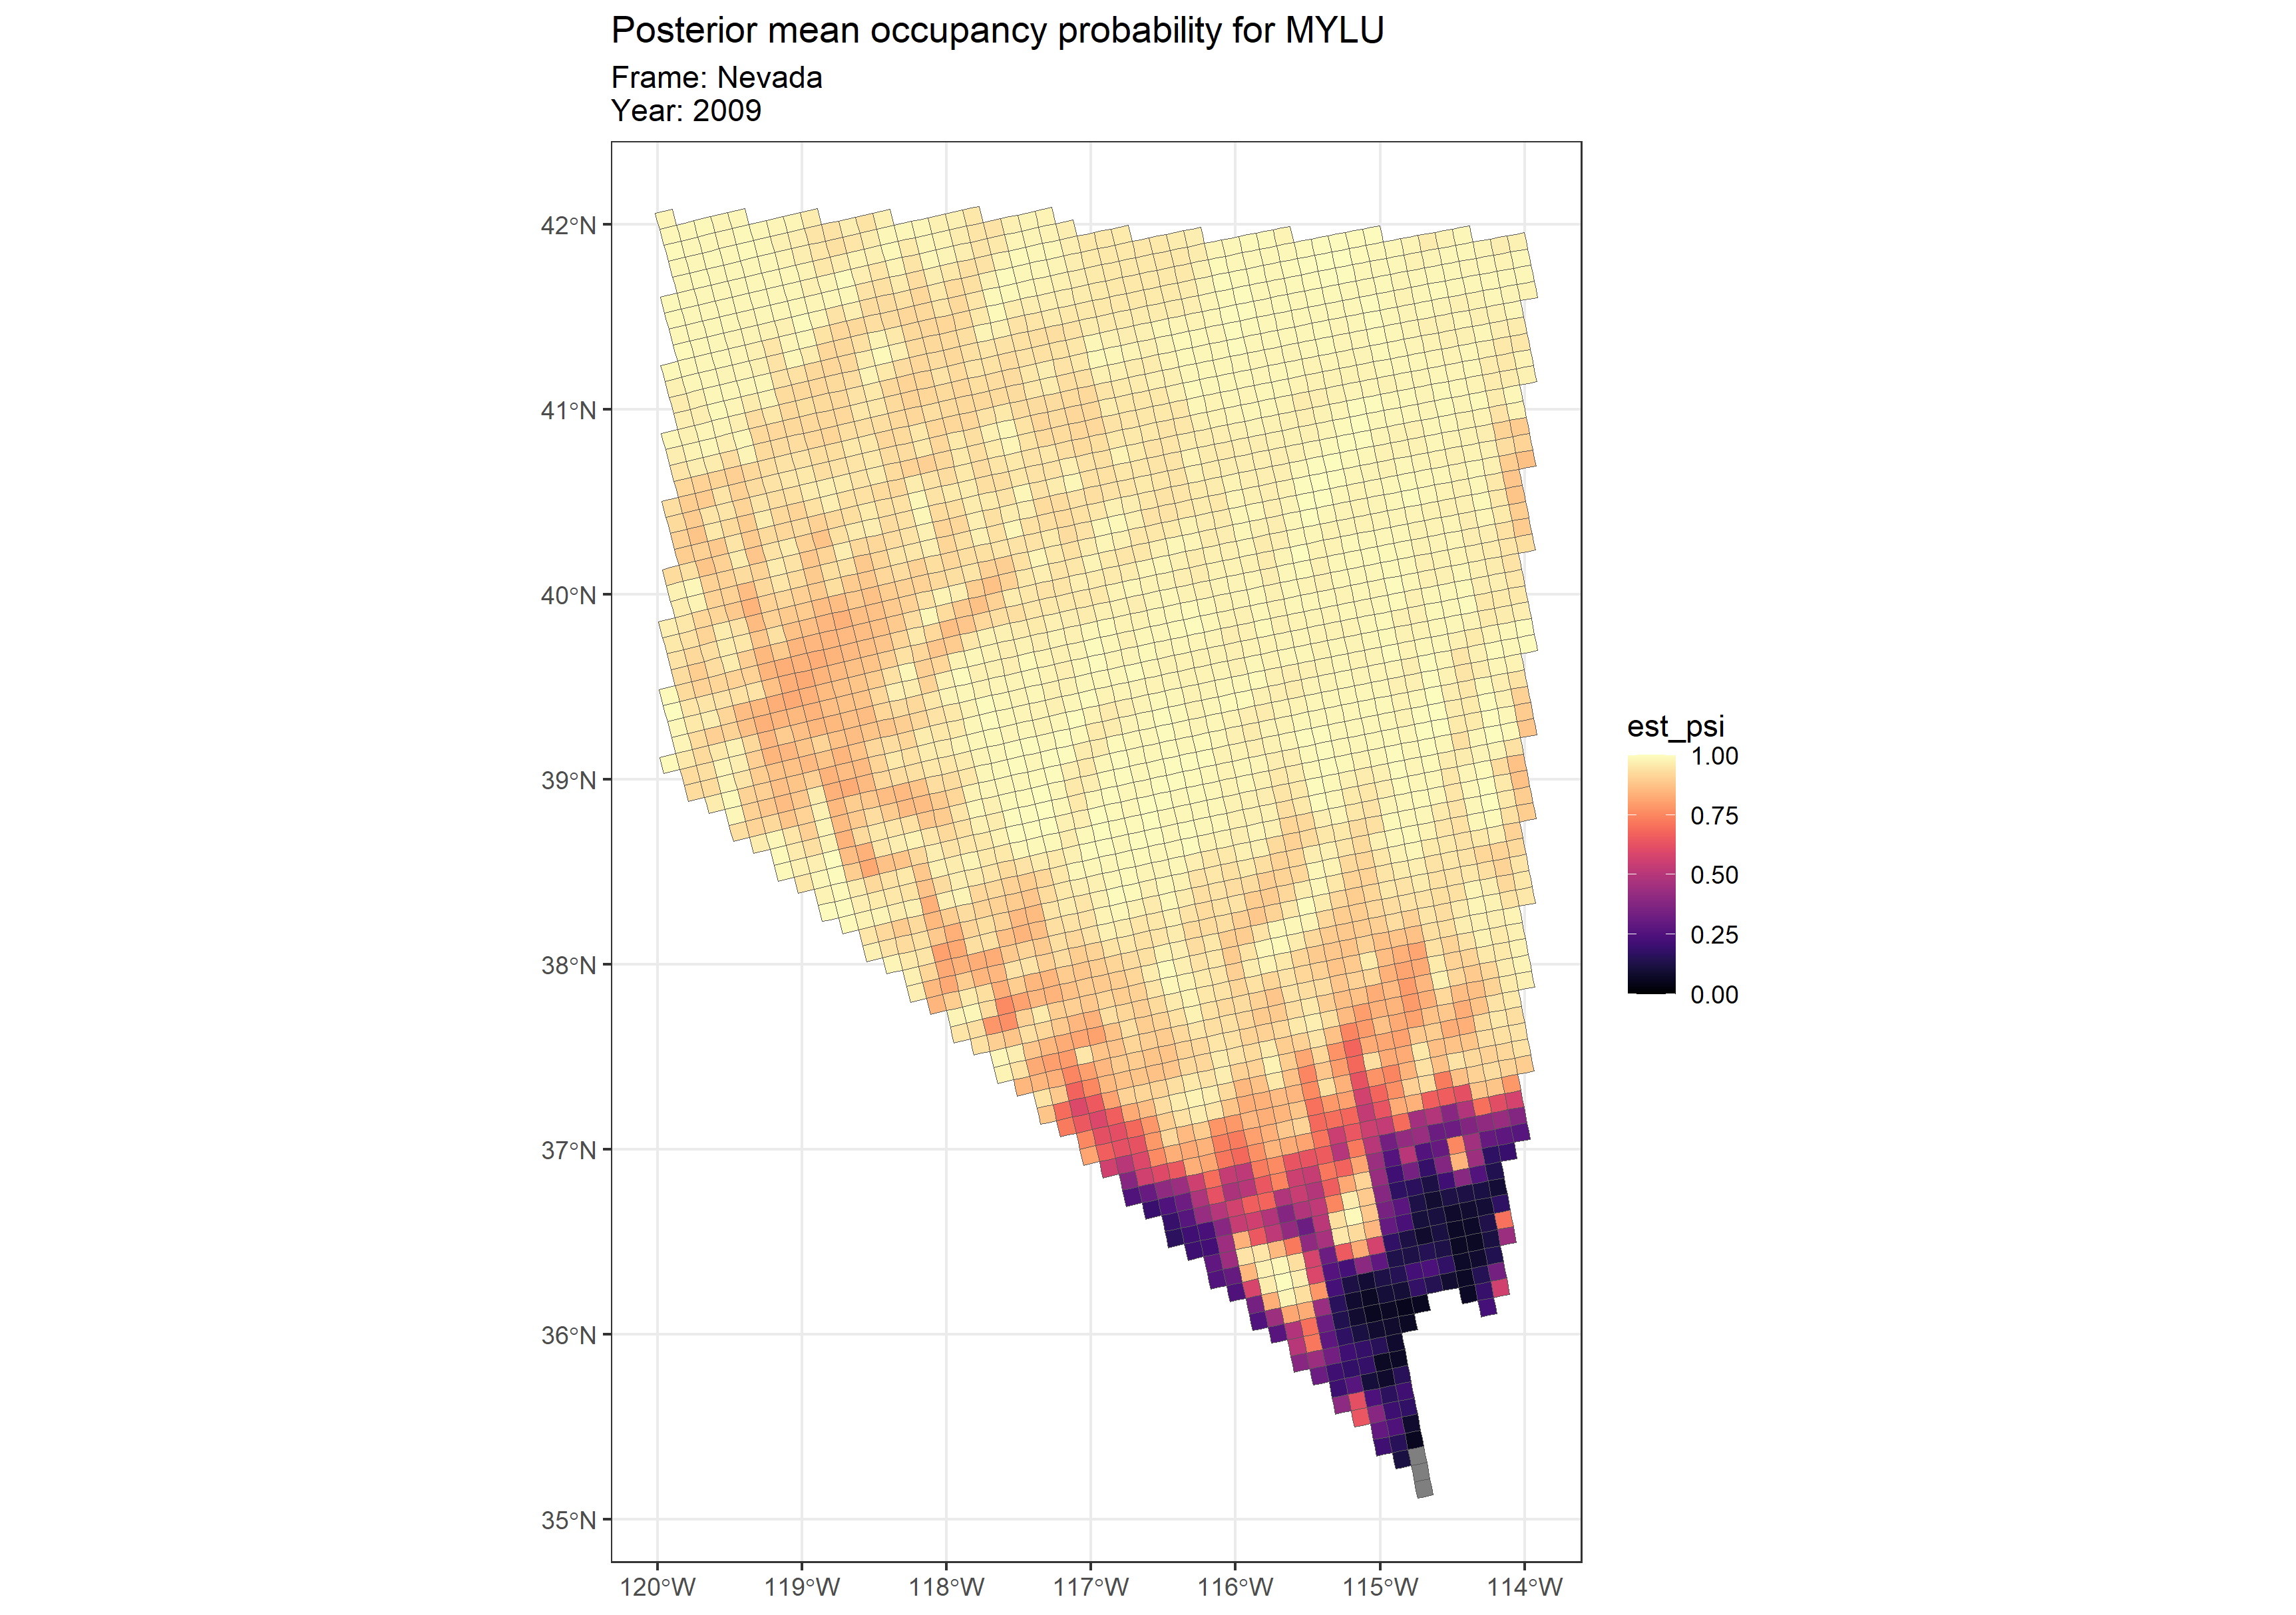 Posterior mean occupancy probability for MYLU
Frame: Nevada
Year: 2009
42°N
41°N
40°N
39°N
38°N
37°N
36°N
35°N
120°W 119°W 118°W 117°W 116°W 115°W 114°W
est_psi
1.00
0.75
0.50
0.25
0.00